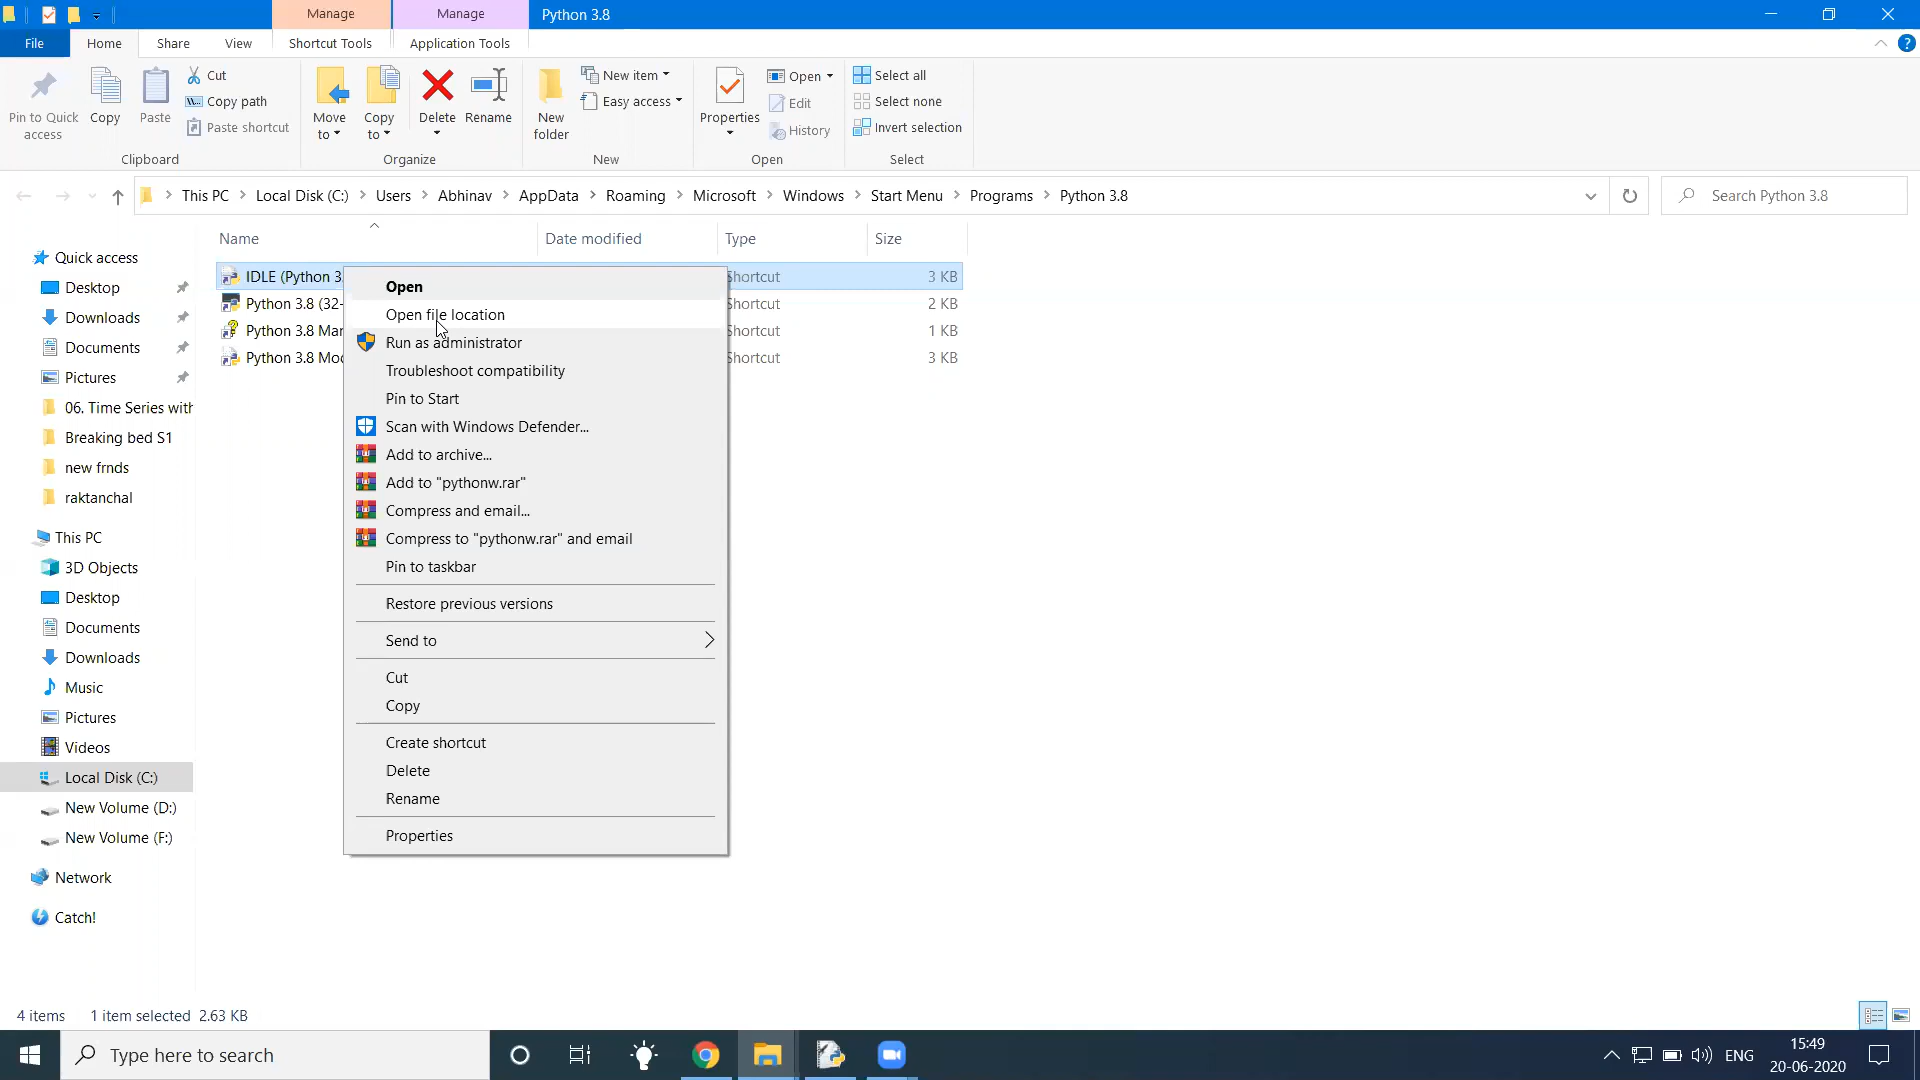 Manage
Manage
Python 3.8
File
Home
Share
View
Shortcut Tools
Application Tools
?
Pin to Quick access
Copy
Paste
Cut
Copy path
Paste shortcut
Clipboard
Move to
Copy to
Delete
Rename
Organize
New folder
New item
Easy access
New
Properties
Open
Edit
History
Open
Select all
Select none
Invert selection
Select
This PC > Local Disk (C:) > Users > Abhinav > AppData > Roaming > Microsoft > Windows > Start Menu > Programs > Python 3.8
Search Python 3.8
Name
Date modified
Type
Size
IDLE (Python 3.
Shortcut
3 KB
Python 3.8 (32-
Shortcut
2 KB
Python 3.8 Mar
Shortcut
1 KB
Python 3.8 Moc
Shortcut
3 KB
Open
Open file location
Run as administrator
Troubleshoot compatibility
Pin to Start
Scan with Windows Defender...
Add to archive...
Add to "pythonw.rar"
Compress and email...
Compress to "pythonw.rar" and email
Pin to taskbar
Restore previous versions
Send to
Cut
Copy
Create shortcut
Delete
Rename
Properties
Quick access
Desktop
Downloads
Documents
Pictures
06. Time Series with
Breaking bed S1
new frnds
raktanchal
This PC
3D Objects
Desktop
Documents
Downloads
Music
Pictures
Videos
Local Disk (C:)
New Volume (D:)
New Volume (F:)
Network
Catch!
4 items
1 item selected 2.63 KB
Type here to search
ENG
15:49
20-06-2020